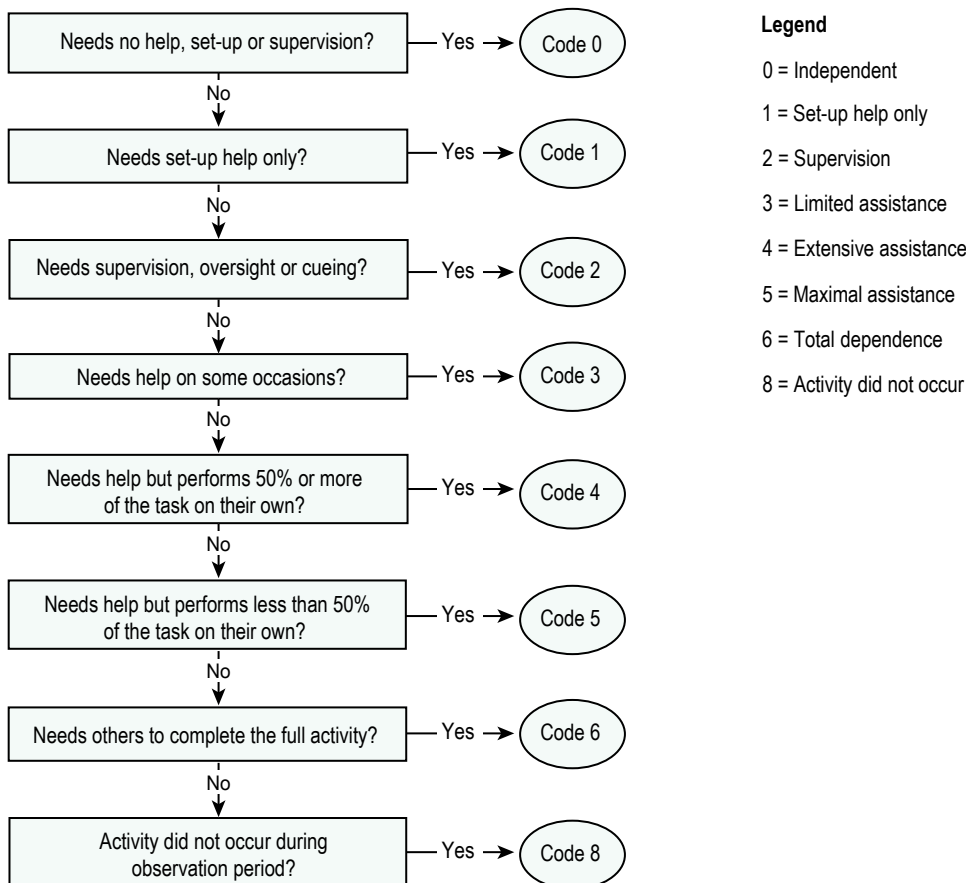 Needs no help, set-up or supervision?
Yes
Code 0
No
Needs set-up help only?
Yes
Code 1
No
Needs supervision, oversight or cueing?
Yes
Code 2
No
Needs help on some occasions?
Yes
Code 3
No
Needs help but performs 50% or more
of the task on their own?
Yes
Code 4
No
Needs help but performs less than 50%
of the task on their own?
Yes
Code 5
No
Needs others to complete the full activity?
Yes
Code 6
No
Activity did not occur during
observation period?
Yes
Code 8
Legend
0 = Independent
1 = Set-up help only
2 = Supervision
3 = Limited assistance
4 = Extensive assistance
5 = Maximal assistance
6 = Total dependence
8 = Activity did not occur